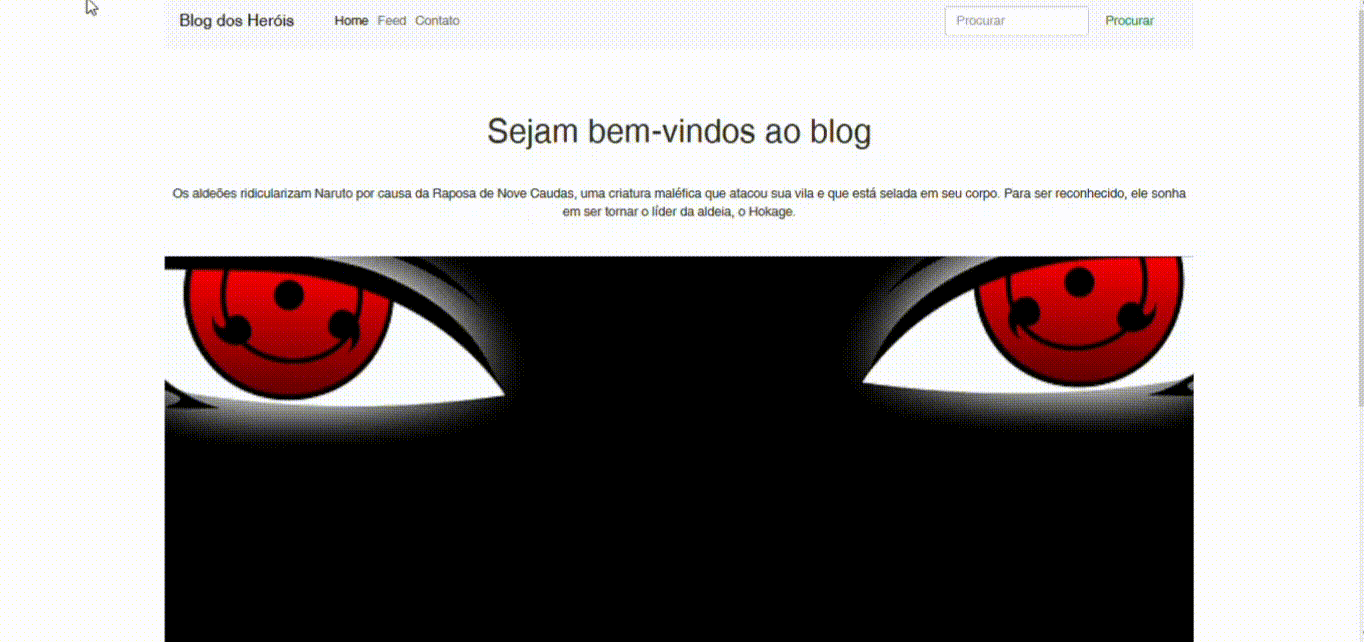 Blog dos Heróis Home Feed Contato Procurar Procurar
Sejam bem-vindos ao blog
Os aldeões ridicularizam Naruto por causa da Raposa de Nove Caudas, uma criatura maléfica que atacou sua vila e que está selada em seu corpo. Para ser reconhecido, ele sonha
em ser tornar o líder da aldeia, o Hokage.